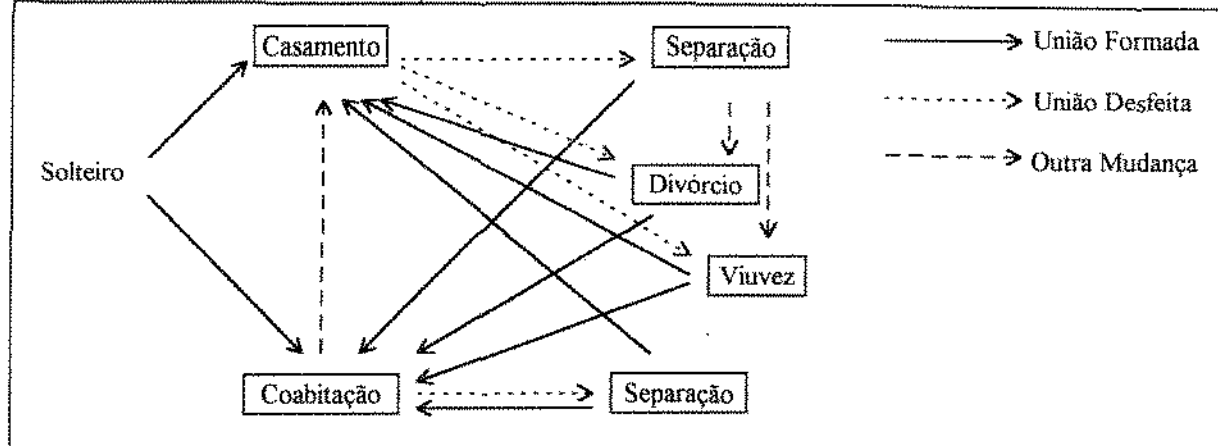 Casamento
Separação
União Formada
União Desfeita
Outra Mudança
Solteiro
Divórcio
Viuvez
Coabitação
Separação